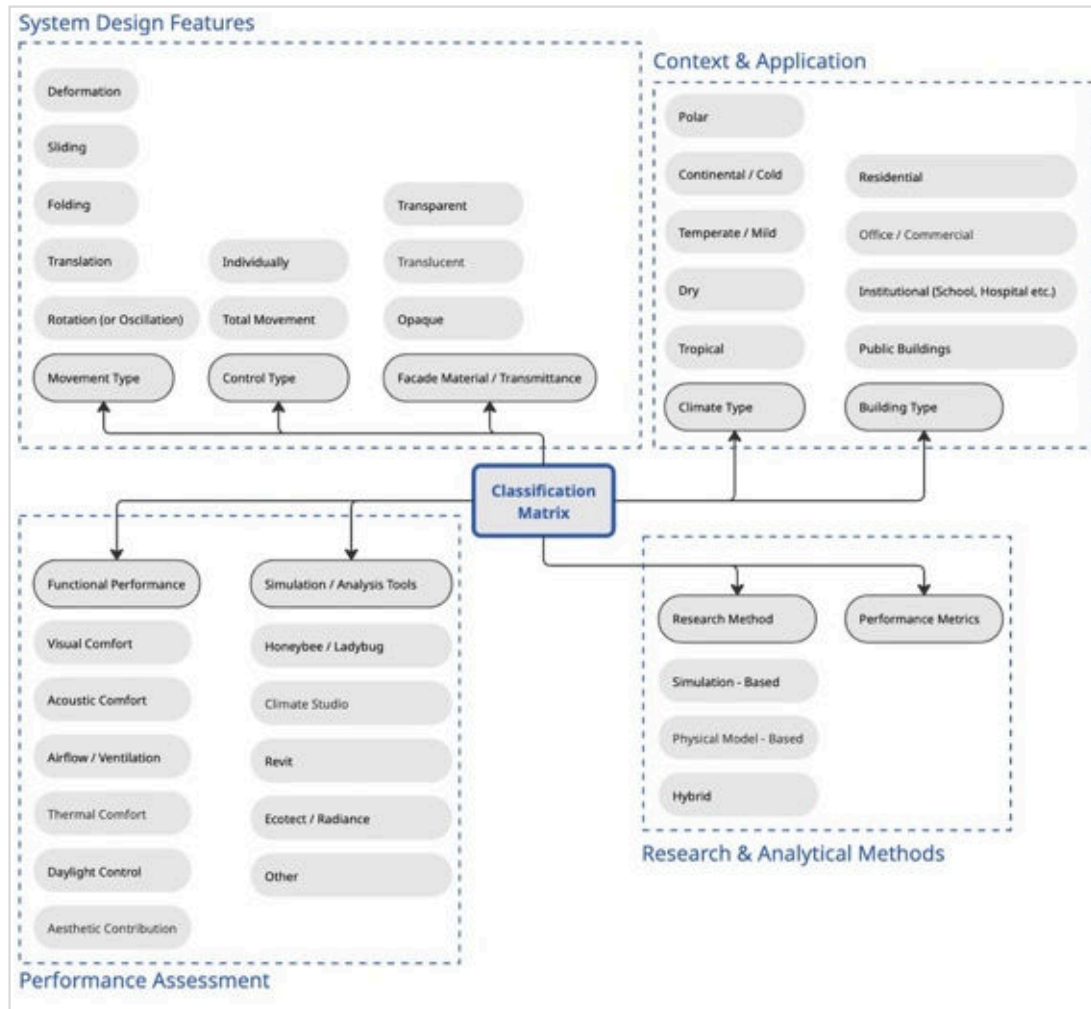 System Design Features
Deformation
Sliding
Folding
Translation
Rotation (or Oscillation)
Movement Type
Individually
Total Movement
Control Type
Transparent
Translucent
Opaque
Facade Material / Transmittance
Context & Application
Polar
Continental / Cold
Temperate / Mild
Dry
Tropical
Climate Type
Residential
Office / Commercial
Institutional (School, Hospital etc.)
Public Buildings
Building Type
Classification
Matrix
Functional Performance
Visual Comfort
Acoustic Comfort
Airflow / Ventilation
Thermal Comfort
Daylight Control
Aesthetic Contribution
Simulation / Analysis Tools
Honeybee / Ladybug
Climate Studio
Revit
Ecotect / Radiance
Other
Performance Assessment
Research Method
Simulation - Based
Physical Model - Based
Hybrid
Performance Metrics
Research & Analytical Methods